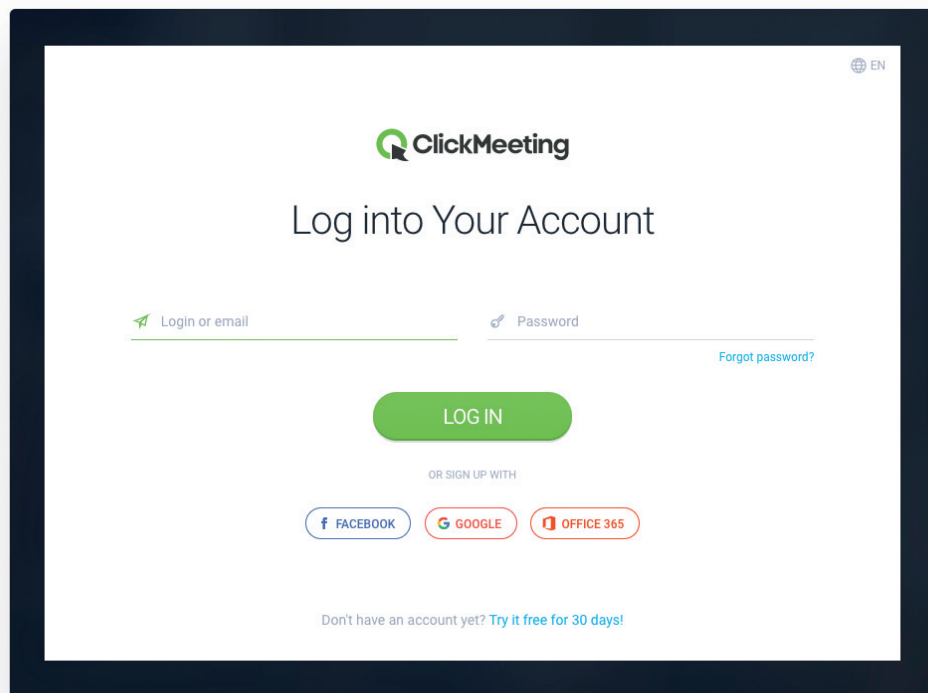 EN
ClickMeeting
Log into Your Account
Login or email
Password
Forgot password?
LOG IN
OR SIGN UP WITH
FACEBOOK
GOOGLE
OFFICE 365
Don't have an account yet? Try it free for 30 days!